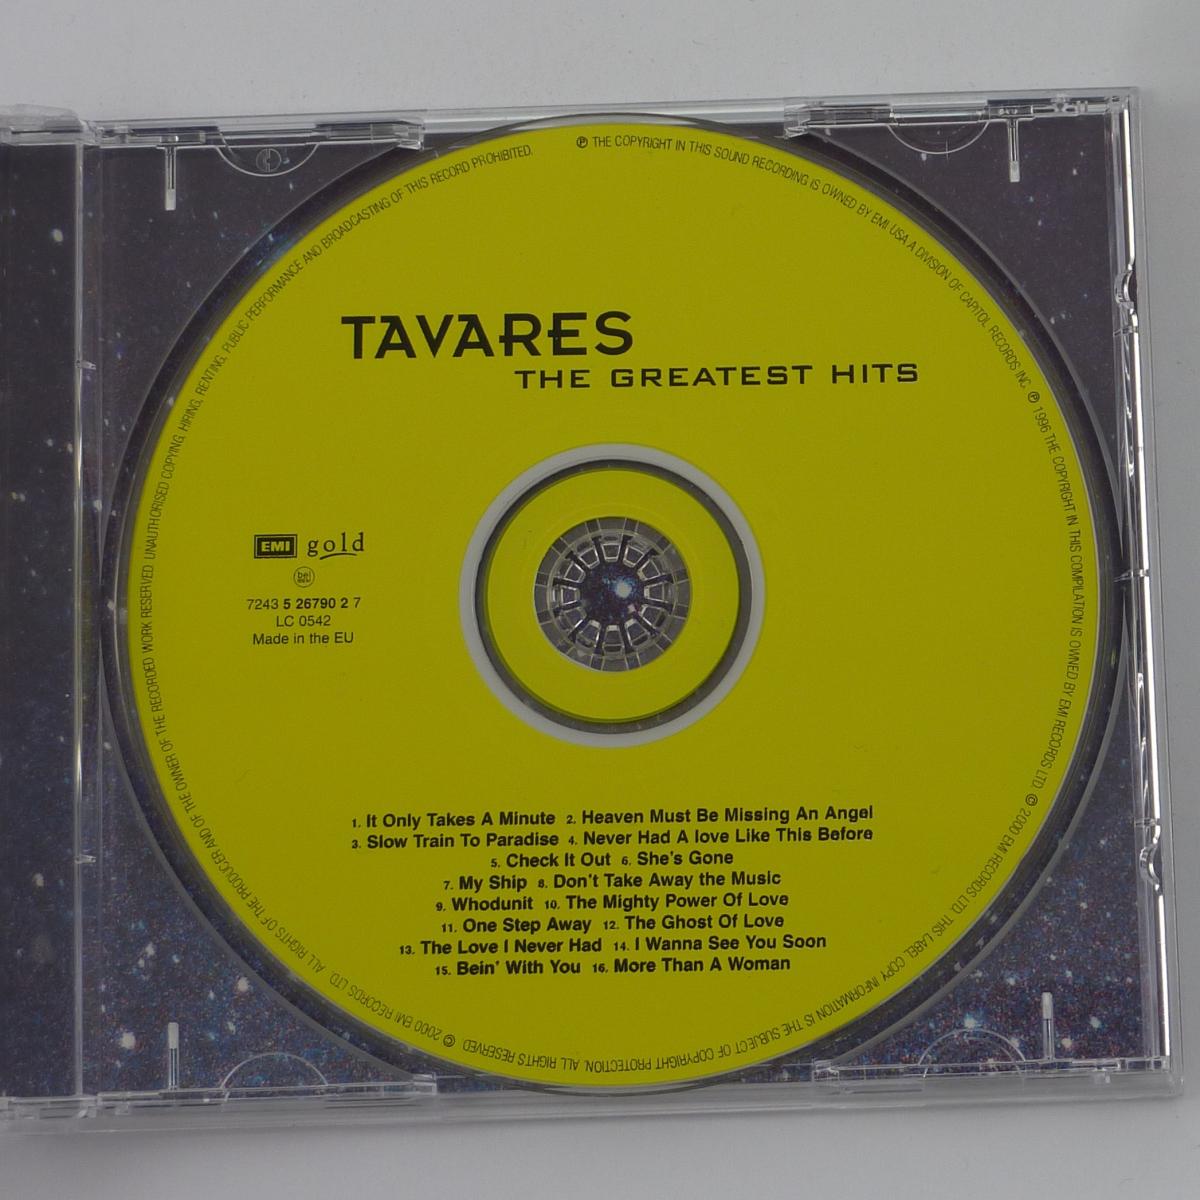 TAVARES
THE GREATEST HITS
EMI gold
bel
7243 5 26790 2 7
LC 0542
Made in the EU
1. It Only Takes A Minute 2. Heaven Must Be Missing An Angel
3. Slow Train To Paradise 4. Never Had A love Like This Before
5. Check It Out 6. She's Gone
7. My Ship 8. Don't Take Away the Music
9. Whodunit 10. The Mighty Power Of Love
11. One Step Away 12. The Ghost Of Love
13. The Love I Never Had 14. I Wanna See You Soon
15. Bein' With You 16. More Than A Woman
℗ THE COPYRIGHT IN THIS SOUND RECORDING IS OWNED BY EMI USA A DIVISION OF CAPITOL RECORDS INC. ℗ 1996 THE COPYRIGHT IN THIS COMPILATION IS OWNED BY EMI RECORDS LTD. © 2000 EMI RECORDS LTD. THIS LABEL COPY INFORMATION IS THE SUBJECT OF COPYRIGHT PROTECTION. ALL RIGHTS RESERVED © 2000 EMI RECORDS LTD. ALL RIGHTS OF THE PRODUCER AND OF THE OWNER OF THE RECORDED WORK RESERVED UNAUTHORISED COPYING, HIRING, RENTING, PUBLIC PERFORMANCE AND BROADCASTING OF THIS RECORD PROHIBITED.